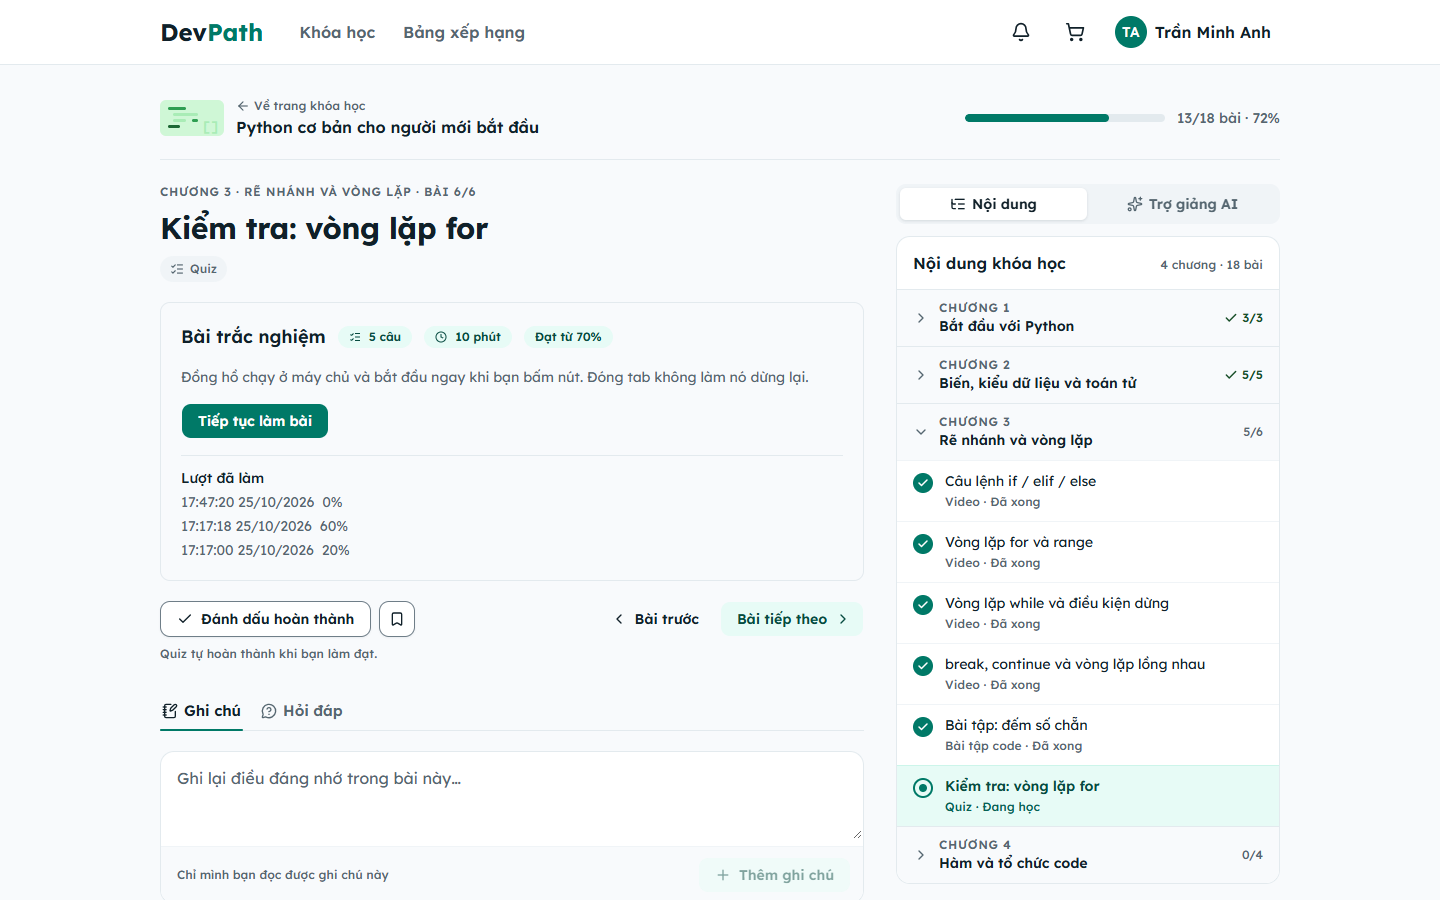 DevPath
Khóa học
Bảng xếp hạng
TA
Trần Minh Anh
Về trang khóa học
Python cơ bản cho người mới bắt đầu
13/18 bài · 72%
CHƯƠNG 3 · RẼ NHÁNH VÀ VÒNG LẶP · BÀI 6/6
Kiểm tra: vòng lặp for
Quiz
Bài trắc nghiệm
5 câu
10 phút
Đạt từ 70%
Đồng hồ chạy ở máy chủ và bắt đầu ngay khi bạn bấm nút. Đóng tab không làm nó dừng lại.
Tiếp tục làm bài
Lượt đã làm
17:47:20 25/10/2026 0%
17:17:18 25/10/2026 60%
17:17:00 25/10/2026 20%
Đánh dấu hoàn thành
Bài trước
Bài tiếp theo
Quiz tự hoàn thành khi bạn làm đạt.
Ghi chú
Hỏi đáp
Ghi lại điều đáng nhớ trong bài này...
Chỉ mình bạn đọc được ghi chú này
Thêm ghi chú
Nội dung
Trợ giảng AI
Nội dung khóa học
4 chương · 18 bài
CHƯƠNG 1
Bắt đầu với Python
3/3
CHƯƠNG 2
Biến, kiểu dữ liệu và toán tử
5/5
CHƯƠNG 3
Rẽ nhánh và vòng lặp
5/6
Câu lệnh if / elif / else
Video · Đã xong
Vòng lặp for và range
Video · Đã xong
Vòng lặp while và điều kiện dừng
Video · Đã xong
break, continue và vòng lặp lồng nhau
Video · Đã xong
Bài tập: đếm số chẵn
Bài tập code · Đã xong
Kiểm tra: vòng lặp for
Quiz · Đang học
CHƯƠNG 4
Hàm và tổ chức code
0/4